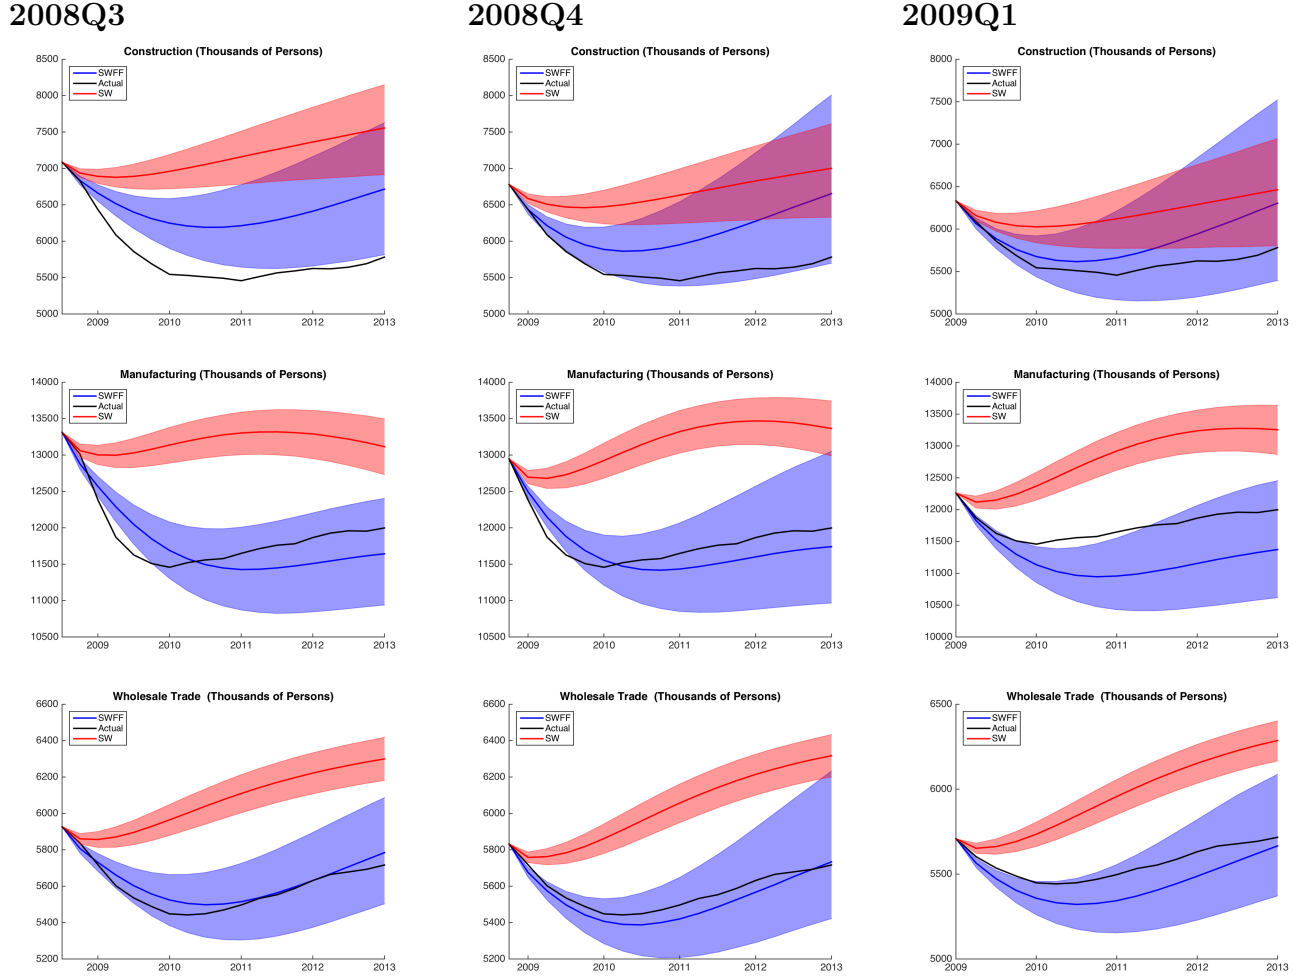 2008Q3 2008Q4 2009Q1
Construction (Thousands of Persons) Construction (Thousands of Persons) Construction (Thousands of Persons)
8500 8500 8000
SWFF SWFF SWFF
Actual Actual Actual
SW SW SW
8000 8000 7500
7500 7500 7000
7000 7000 6500
6500 6500 6000
6000 6000 5500
5500 5500
5000 5000 5000
2009 2010 2011 2012 2013 2009 2010 2011 2012 2013 2009 2010 2011 2012 2013
Manufacturing (Thousands of Persons) Manufacturing (Thousands of Persons) Manufacturing (Thousands of Persons)
14000 14000 14000
SWFF SWFF SWFF
Actual Actual Actual
SW SW SW
13500 13500 13500
13000 13000 13000
12500 12500 12500
12000 12000 12000
11500 11500 11500
11000 11000 11000
10500
10500 10500 10000
2009 2010 2011 2012 2013 2009 2010 2011 2012 2013 2009 2010 2011 2012 2013
Wholesale Trade (Thousands of Persons) Wholesale Trade (Thousands of Persons) Wholesale Trade (Thousands of Persons)
6600 6600 6500
SWFF SWFF SWFF
Actual Actual Actual
SW SW SW
6400 6400
6200 6200
6000 6000 6000
5800 5800
5600 5600 5500
5400 5400
5200 5200 5000
2009 2010 2011 2012 2013 2009 2010 2011 2012 2013 2009 2010 2011 2012 2013